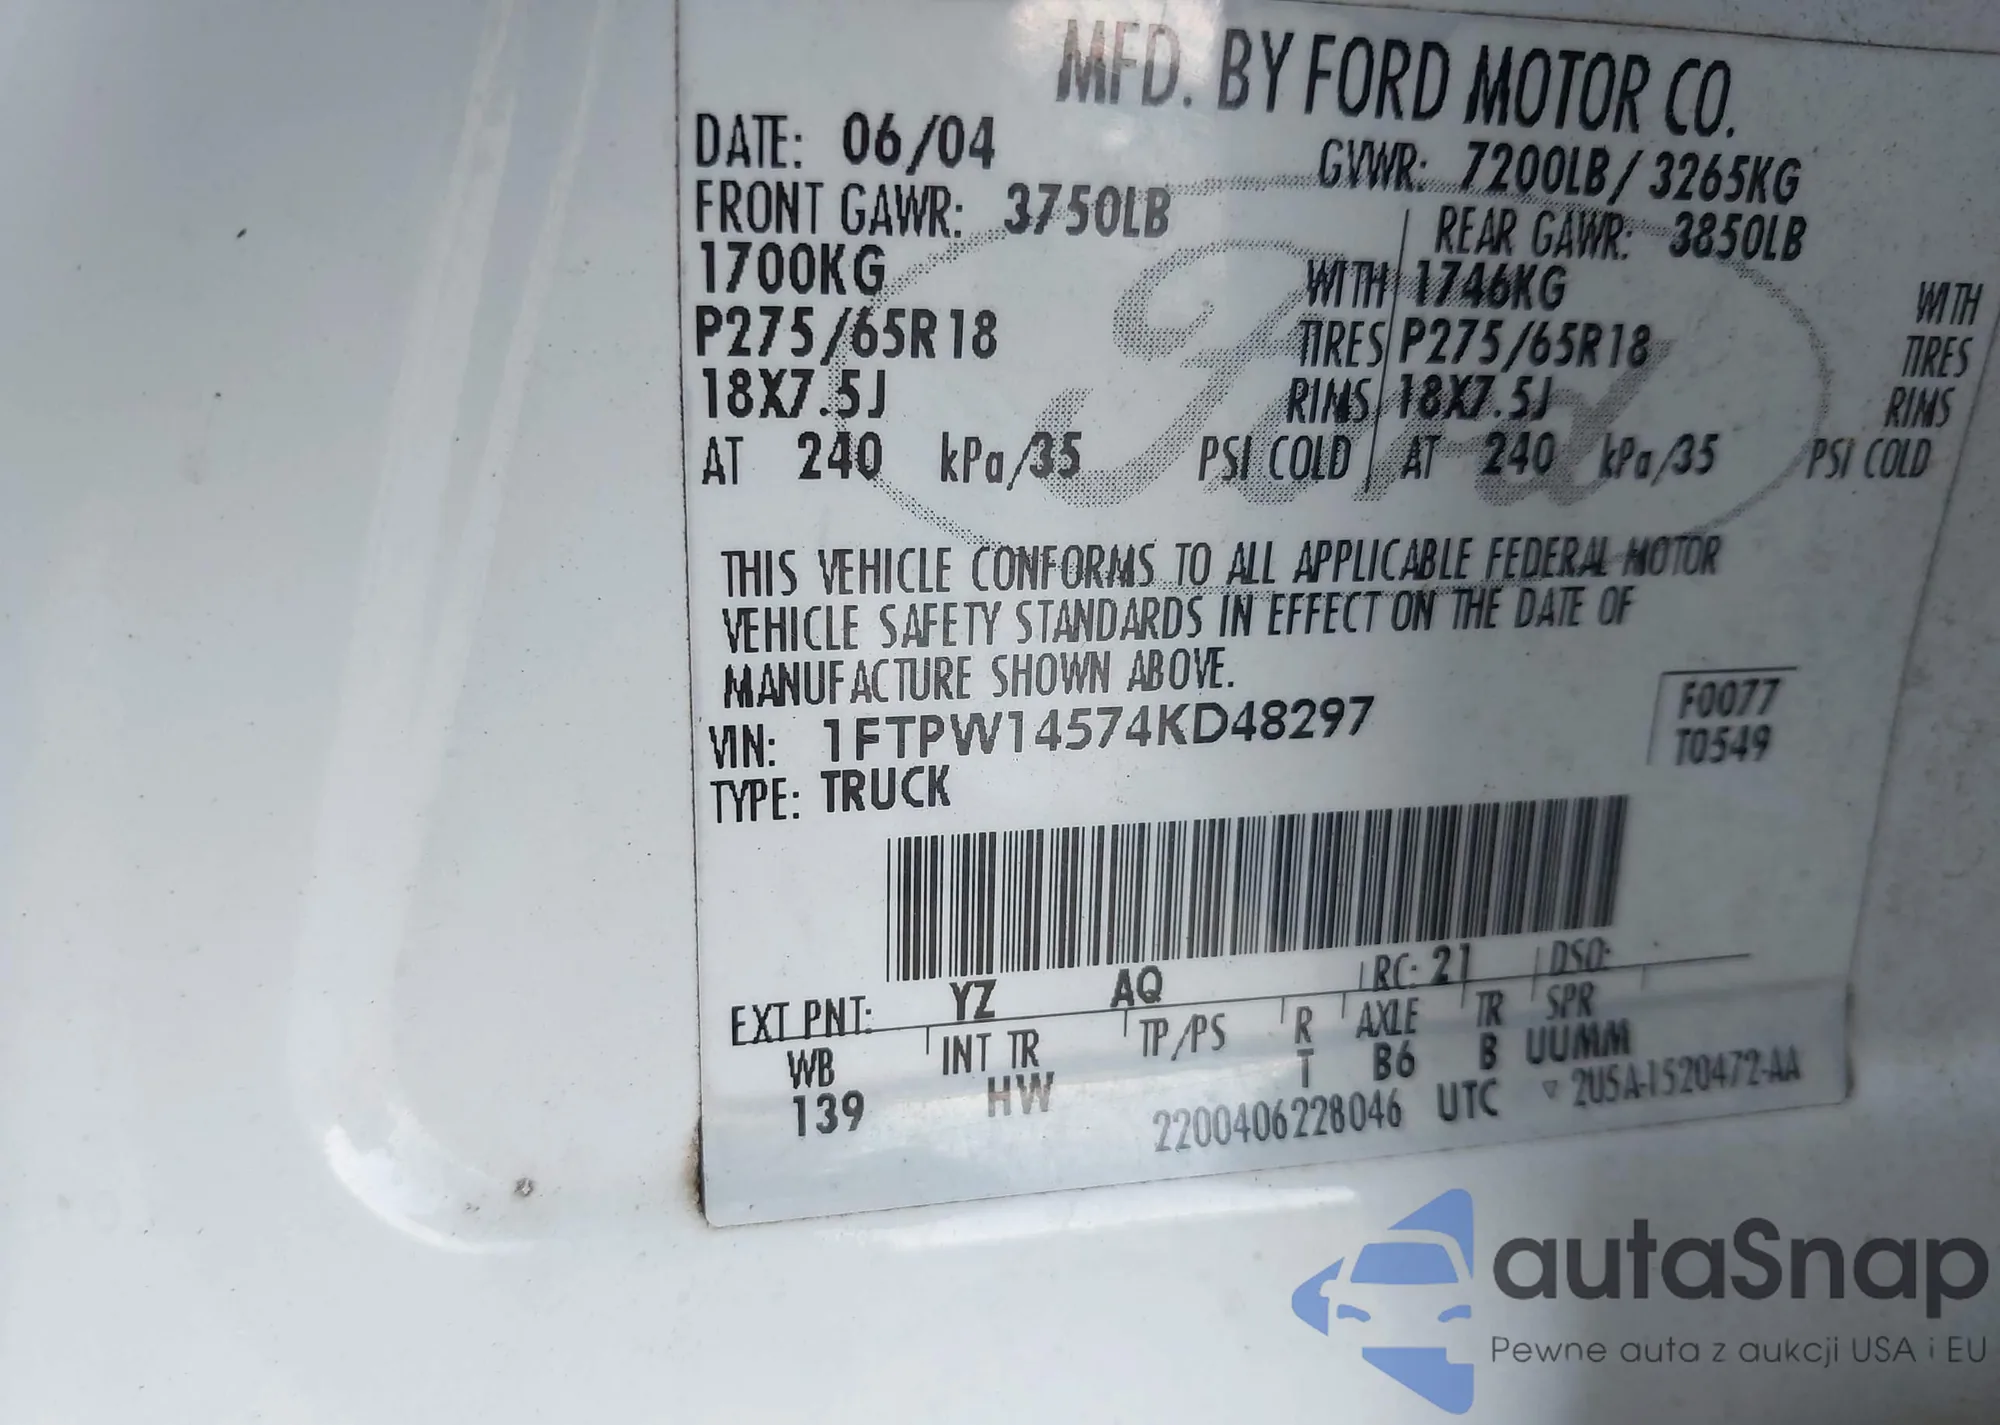 MFD. BY FORD MOTOR CO.
DATE: 06/04 GVWR: 7200LB/3265KG
FRONT GAWR: 3750LB REAR GAWR: 3850LB
1700KG WITH 1746KG WITH
P275/65R18 TIRES P275/65R18 TIRES
18X7.5J RIMS 18X7.5J RIMS
AT 240 kPa/35 PSI COLD AT 240 kPa/35 PSI COLD
THIS VEHICLE CONFORMS TO ALL APPLICABLE FEDERAL MOTOR
VEHICLE SAFETY STANDARDS IN EFFECT ON THE DATE OF
MANUFACTURE SHOWN ABOVE.
VIN: 1FTPW14574KD48297
TYPE: TRUCK
F0077
T0549
EXT PNT: YZ AQ RC: 21 DSO:
WB INT TR TP/PS R AXLE TR SPR
139 HW T B6 B UUMM
2200406228046 UTC ▽ 2U5A-1520472-AA
Ford
autaSnap
Pewne auta z aukcji USA i EU